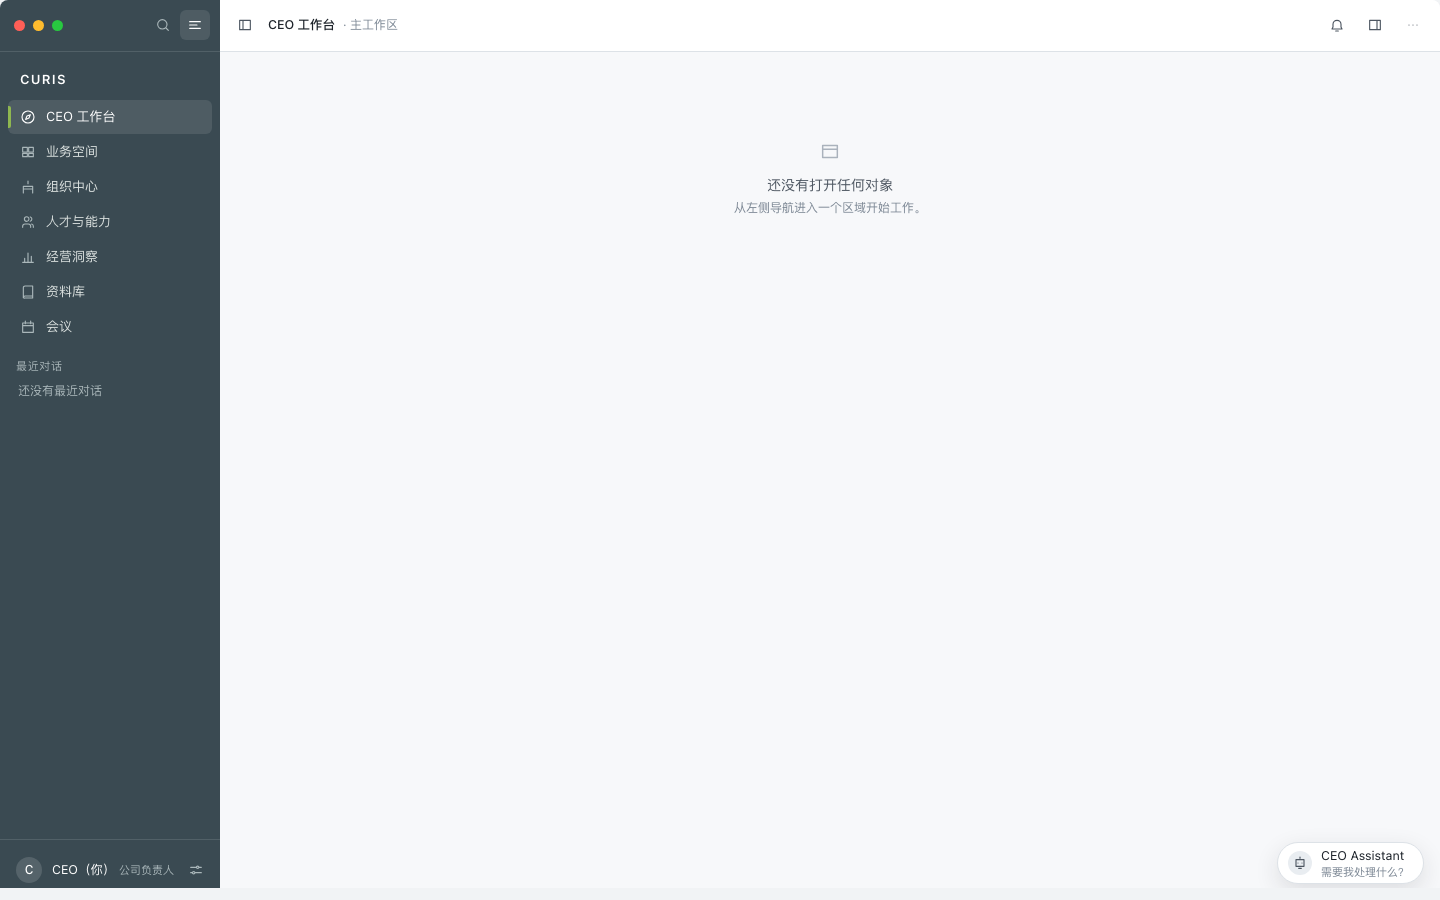 CEO 工作台 · 主工作区
CURIS
CEO 工作台
业务空间
组织中心
人才与能力
经营洞察
资料库
会议
最近对话
还没有最近对话
还没有打开任何对象
从左侧导航进入一个区域开始工作。
C
CEO（你） 公司负责人
CEO Assistant
需要我处理什么?